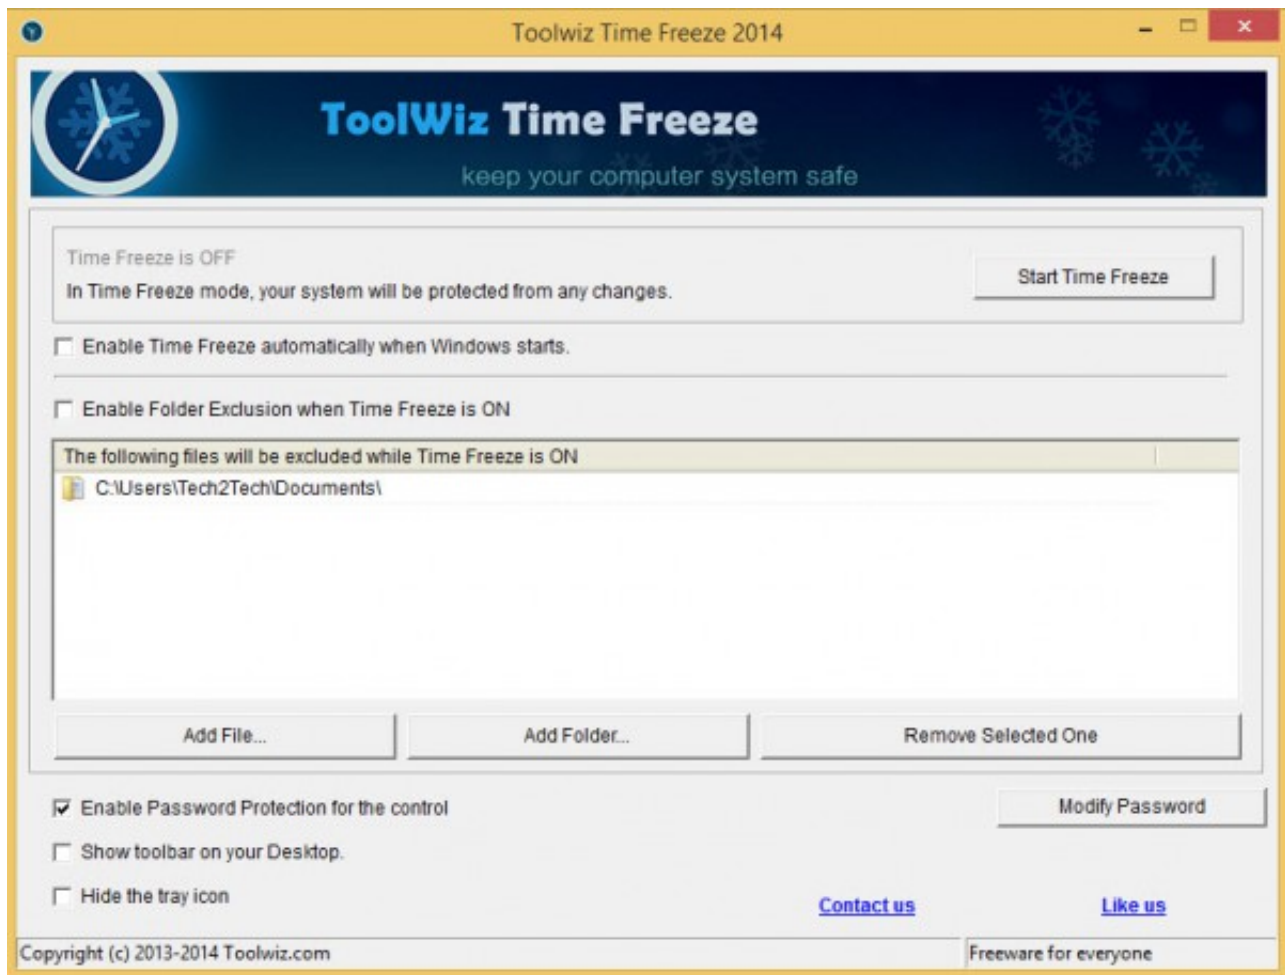 Toolwiz Time Freeze 2014
ToolWiz Time Freeze
keep your computer system safe
Time Freeze is OFF
In Time Freeze mode, your system will be protected from any changes.
Start Time Freeze
Enable Time Freeze automatically when Windows starts.
Enable Folder Exclusion when Time Freeze is ON
The following files will be excluded while Time Freeze is ON
C:\Users\Tech2Tech\Documents\
Add File...
Add Folder...
Remove Selected One
Enable Password Protection for the control
Modify Password
Show toolbar on your Desktop.
Hide the tray icon
Contact us
Like us
Copyright (c) 2013-2014 Toolwiz.com
Freeware for everyone